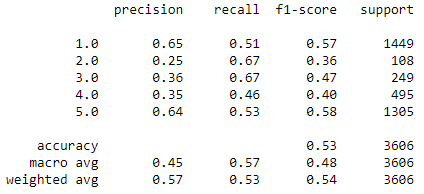 precision recall f1-score support
1.0 0.65 0.51 0.57 1449
2.0 0.25 0.67 0.36 108
3.0 0.36 0.67 0.47 249
4.0 0.35 0.46 0.40 495
5.0 0.64 0.53 0.58 1305
accuracy 0.53 3606
macro avg 0.45 0.57 0.48 3606
weighted avg 0.57 0.53 0.54 3606